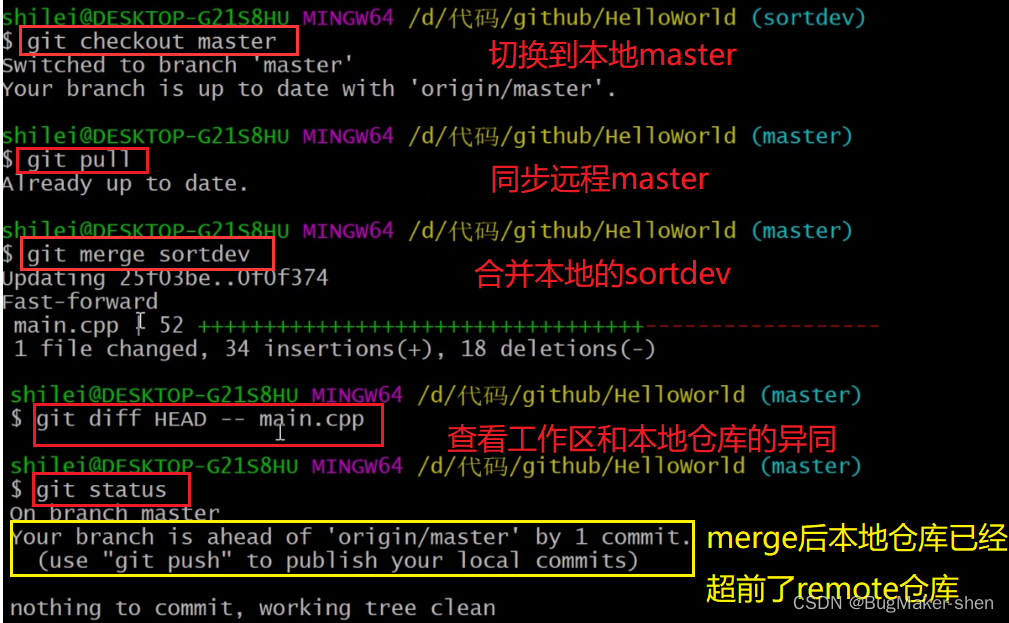 shilei@DESKTOP-G21S8HU MINGW64 /d/代码/github/HelloWorld (sortdev)
$ git checkout master
切换到本地master
Switched to branch 'master'
Your branch is up to date with 'origin/master'.
shilei@DESKTOP-G21S8HU MINGW64 /d/代码/github/HelloWorld (master)
$ git pull
同步远程master
Already up to date.
shilei@DESKTOP-G21S8HU MINGW64 /d/代码/github/HelloWorld (master)
$ git merge sortdev
合并本地的sortdev
Updating 25f03be..0f0f374
Fast-forward
main.cpp | 52 ++++++++++++++++++++++++++++++++++------------------
1 file changed, 34 insertions(+), 18 deletions(-)
shilei@DESKTOP-G21S8HU MINGW64 /d/代码/github/HelloWorld (master)
$ git diff HEAD -- main.cpp
查看工作区和本地仓库的异同
shilei@DESKTOP-G21S8HU MINGW64 /d/代码/github/HelloWorld (master)
$ git status
On branch master
Your branch is ahead of 'origin/master' by 1 commit.
(use "git push" to publish your local commits)
merge后本地仓库已经
超前了remote仓库
nothing to commit, working tree clean
CSDN @BugMaker-shen